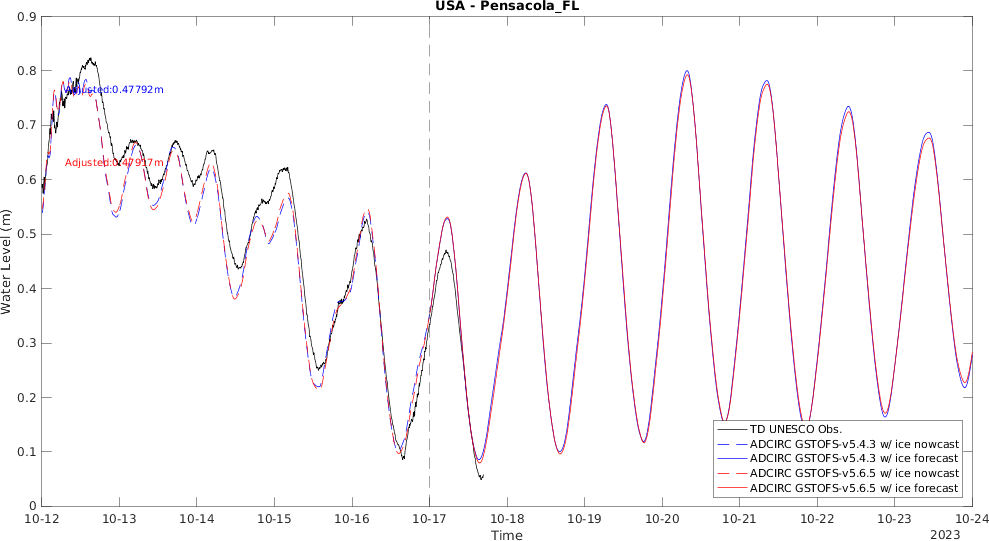 USA - Pensacola_FL
0.9
0.8
0.7
0.6
0.5
0.4
0.3
0.2
0.1
0
Water Level (m)
Adjusted:0.47792m
Adjusted:0.47917m
TD UNESCO Obs.
ADCIRC GSTOFS-v5.4.3 w/ ice nowcast
ADCIRC GSTOFS-v5.4.3 w/ ice forecast
ADCIRC GSTOFS-v5.6.5 w/ ice nowcast
ADCIRC GSTOFS-v5.6.5 w/ ice forecast
10-12 10-13 10-14 10-15 10-16 10-17 10-18 10-19 10-20 10-21 10-22 10-23 10-24
Time
2023